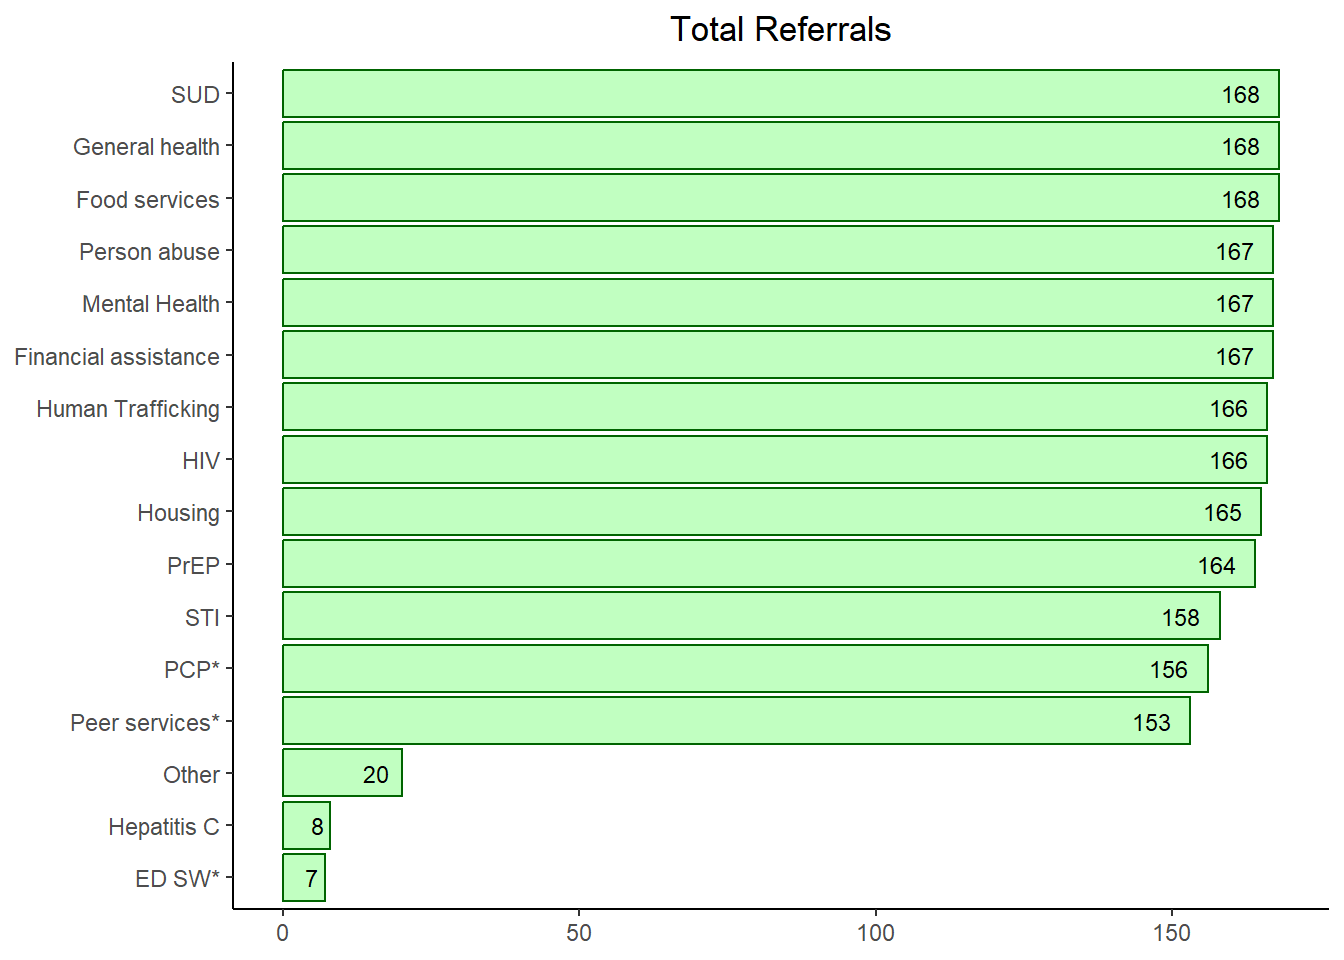 Total Referrals
SUD 168
General health 168
Food services 168
Person abuse 167
Mental Health 167
Financial assistance 167
Human Trafficking 166
HIV 166
Housing 165
PrEP 164
STI 158
PCP* 156
Peer services* 153
Other 20
Hepatitis C 8
ED SW* 7
0 50 100 150